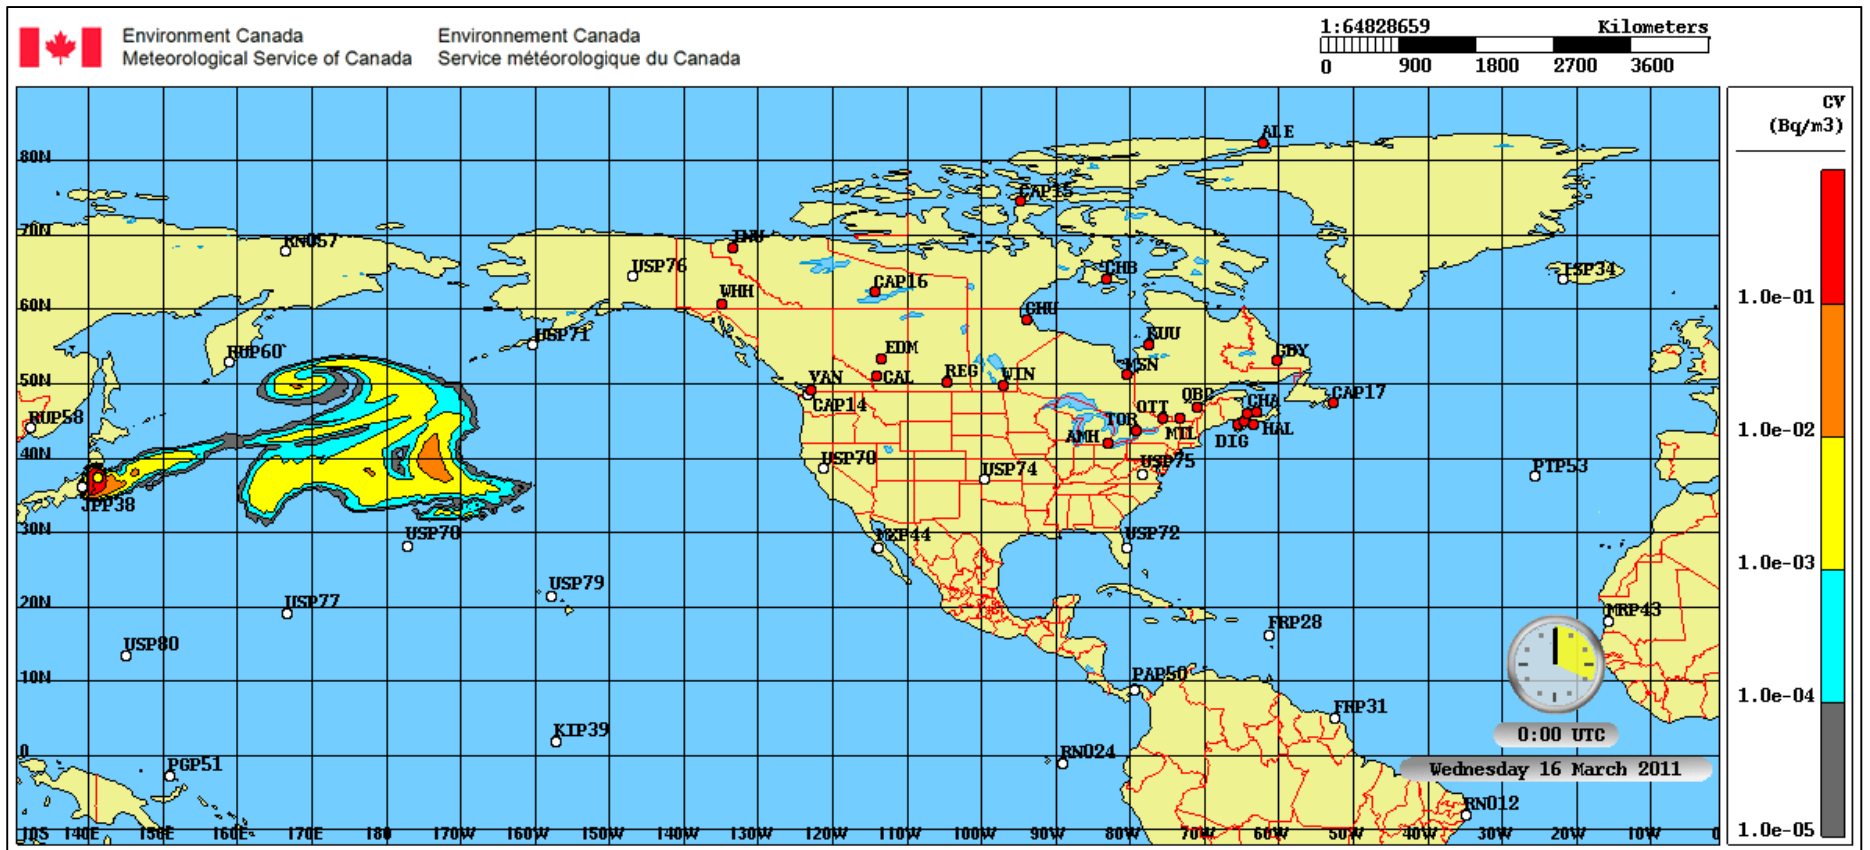 Environment Canada
Meteorological Service of Canada
Environnement Canada
Service météorologique du Canada
1:64828659 Kilometers
0 900 1800 2700 3600
CV
(Bq/m3)
1.0e-01
1.0e-02
1.0e-03
1.0e-04
1.0e-05
80N
70N
60N
50N
40N
30N
20N
10N
0
10S 140E 150E 160E 170E 180 170W 160W 150W 140W 130W 120W 110W 100W 90W 80W 70W 60W 50W 40W 30W 20W 10W 0
ALE
CAP15
RN057
INU
USP76
CHB
ISP34
CAP16
WHH
CHU
USP71
KUU
RUP60
EDM
GBY
MSN
VAN
CAL
REG
WIN
QBC
CHA
CAP17
CAP14
RUP58
OTT
TOR
AMH
MTL
DIG
HAL
USP70
USP74
USP75
PTP53
JPP38
USP78
MXP44
USP72
USP79
USP77
MRP43
FRP28
USP80
PAP50
FRP31
KIP39
0:00 UTC
RN024
PGP51
Wednesday 16 March 2011
RN012